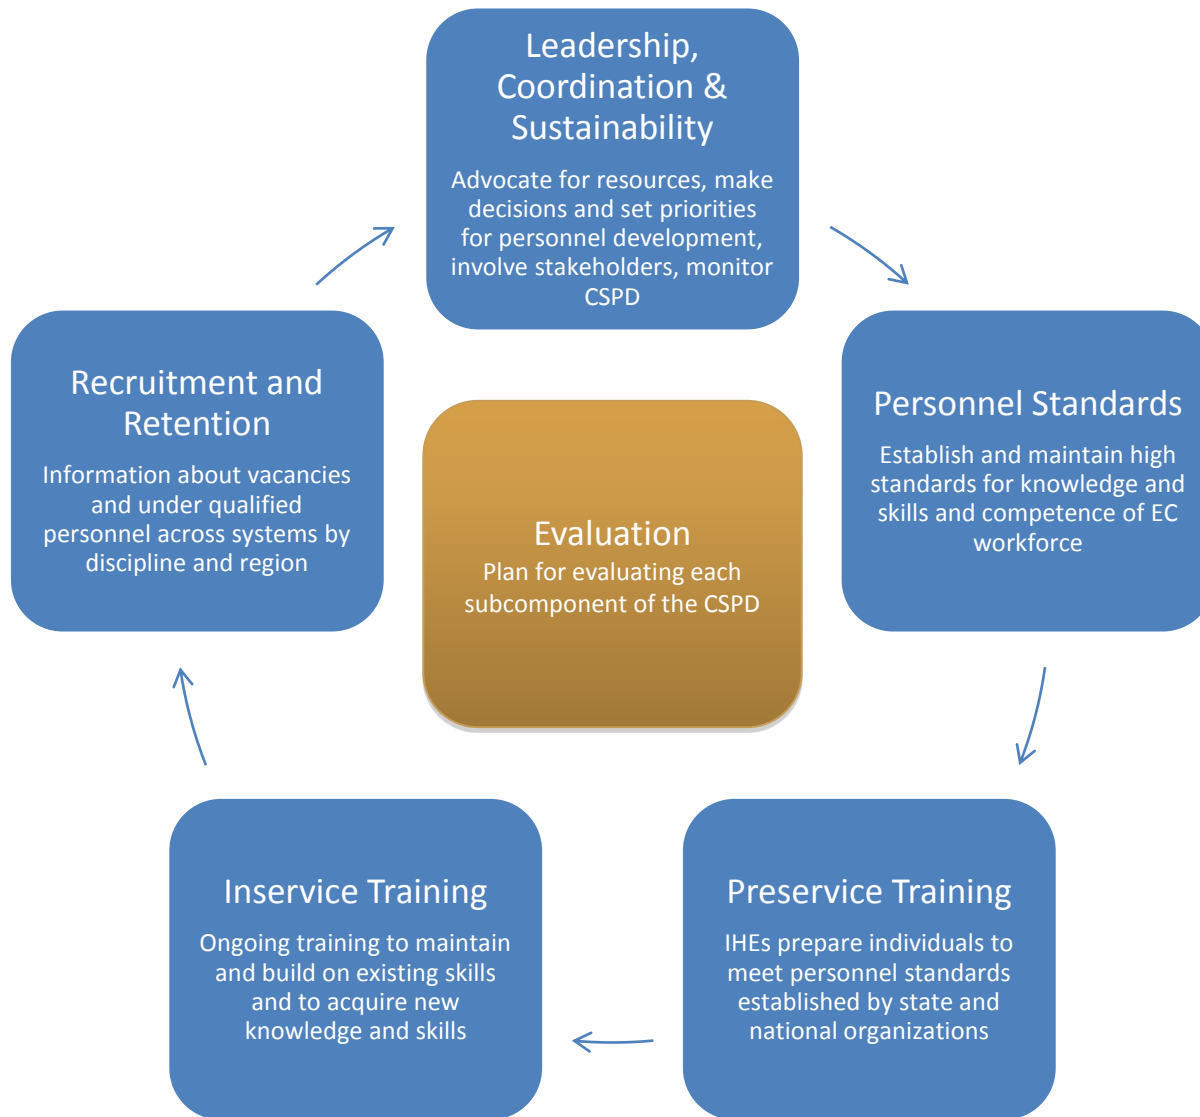 Leadership,
Coordination &
Sustainability
Advocate for resources, make
decisions and set priorities
for personnel development,
involve stakeholders, monitor
CSPD
Personnel Standards
Establish and maintain high
standards for knowledge and
skills and competence of EC
workforce
Preservice Training
IHEs prepare individuals to
meet personnel standards
established by state and
national organizations
Inservice Training
Ongoing training to maintain
and build on existing skills
and to acquire new
knowledge and skills
Recruitment and
Retention
Information about vacancies
and under qualified
personnel across systems by
discipline and region
Evaluation
Plan for evaluating each
subcomponent of the CSPD